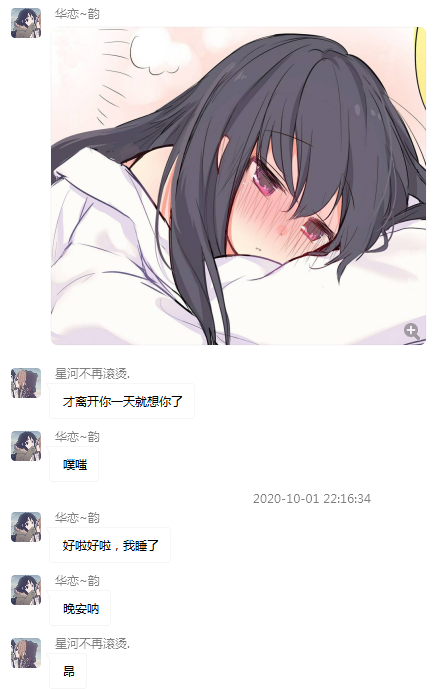 华恋~韵
星河不再滚烫.
才离开你一天就想你了
华恋~韵
噗嗤
2020-10-01 22:16:34
华恋~韵
好啦好啦，我睡了
华恋~韵
晚安呐
星河不再滚烫.
昂